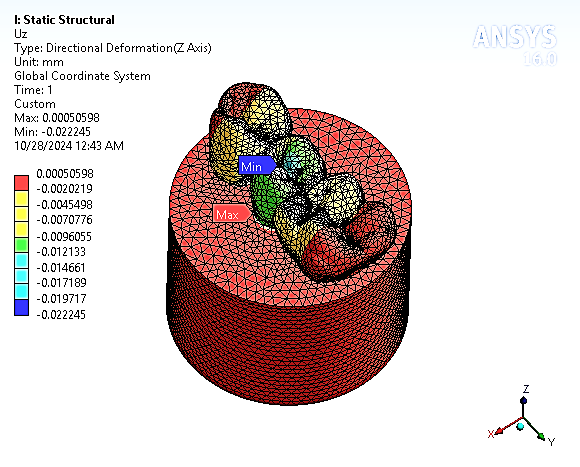 I: Static Structural
Uz
Type: Directional Deformation(Z Axis)
Unit: mm
Global Coordinate System
Time: 1
Custom
Max: 0.00050598
Min: -0.022245
10/28/2024 12:43 AM
ANSYS
16.0
0.00050598
-0.0020219
-0.0045498
-0.0070776
-0.0096055
-0.012133
-0.014661
-0.017189
-0.019717
-0.022245
Min
Max
Z
X
Y